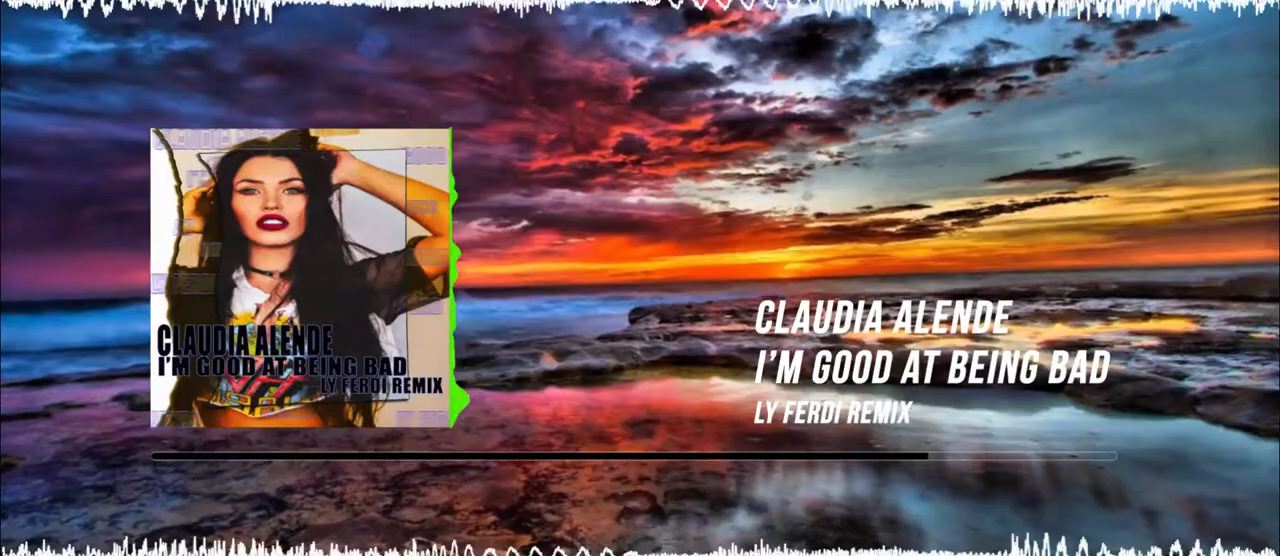 CLAUDIA ALENDE
I'M GOOD AT BEING BAD
LY FERDI REMIX
CLAUDIA ALENDE
I'M GOOD AT BEING BAD
LY FERDI REMIX